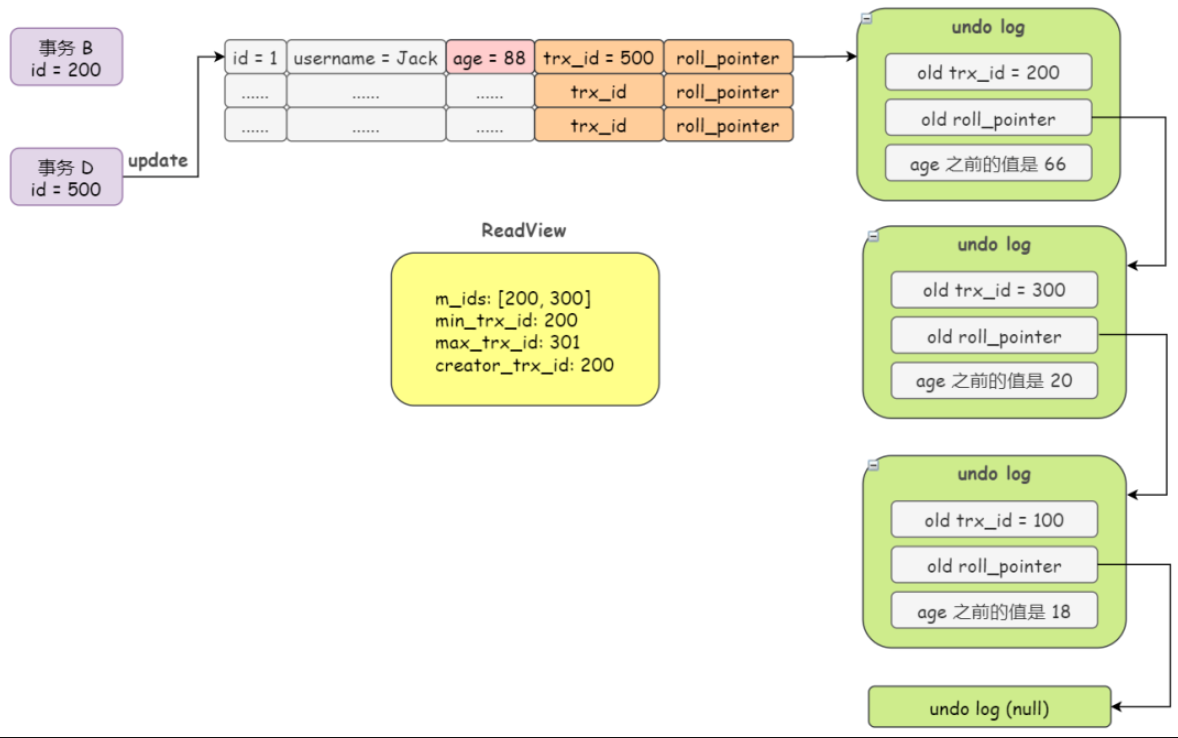 事务 B
id = 200
事务 D
id = 500
update
id = 1 username = Jack age = 88 trx_id = 500 roll_pointer
...... ...... ...... trx_id roll_pointer
...... ...... ...... trx_id roll_pointer
ReadView
m_ids: [200, 300]
min_trx_id: 200
max_trx_id: 301
creator_trx_id: 200
undo log
old trx_id = 200
old roll_pointer
age 之前的值是 66
undo log
old trx_id = 300
old roll_pointer
age 之前的值是 20
undo log
old trx_id = 100
old roll_pointer
age 之前的值是 18
undo log (null)